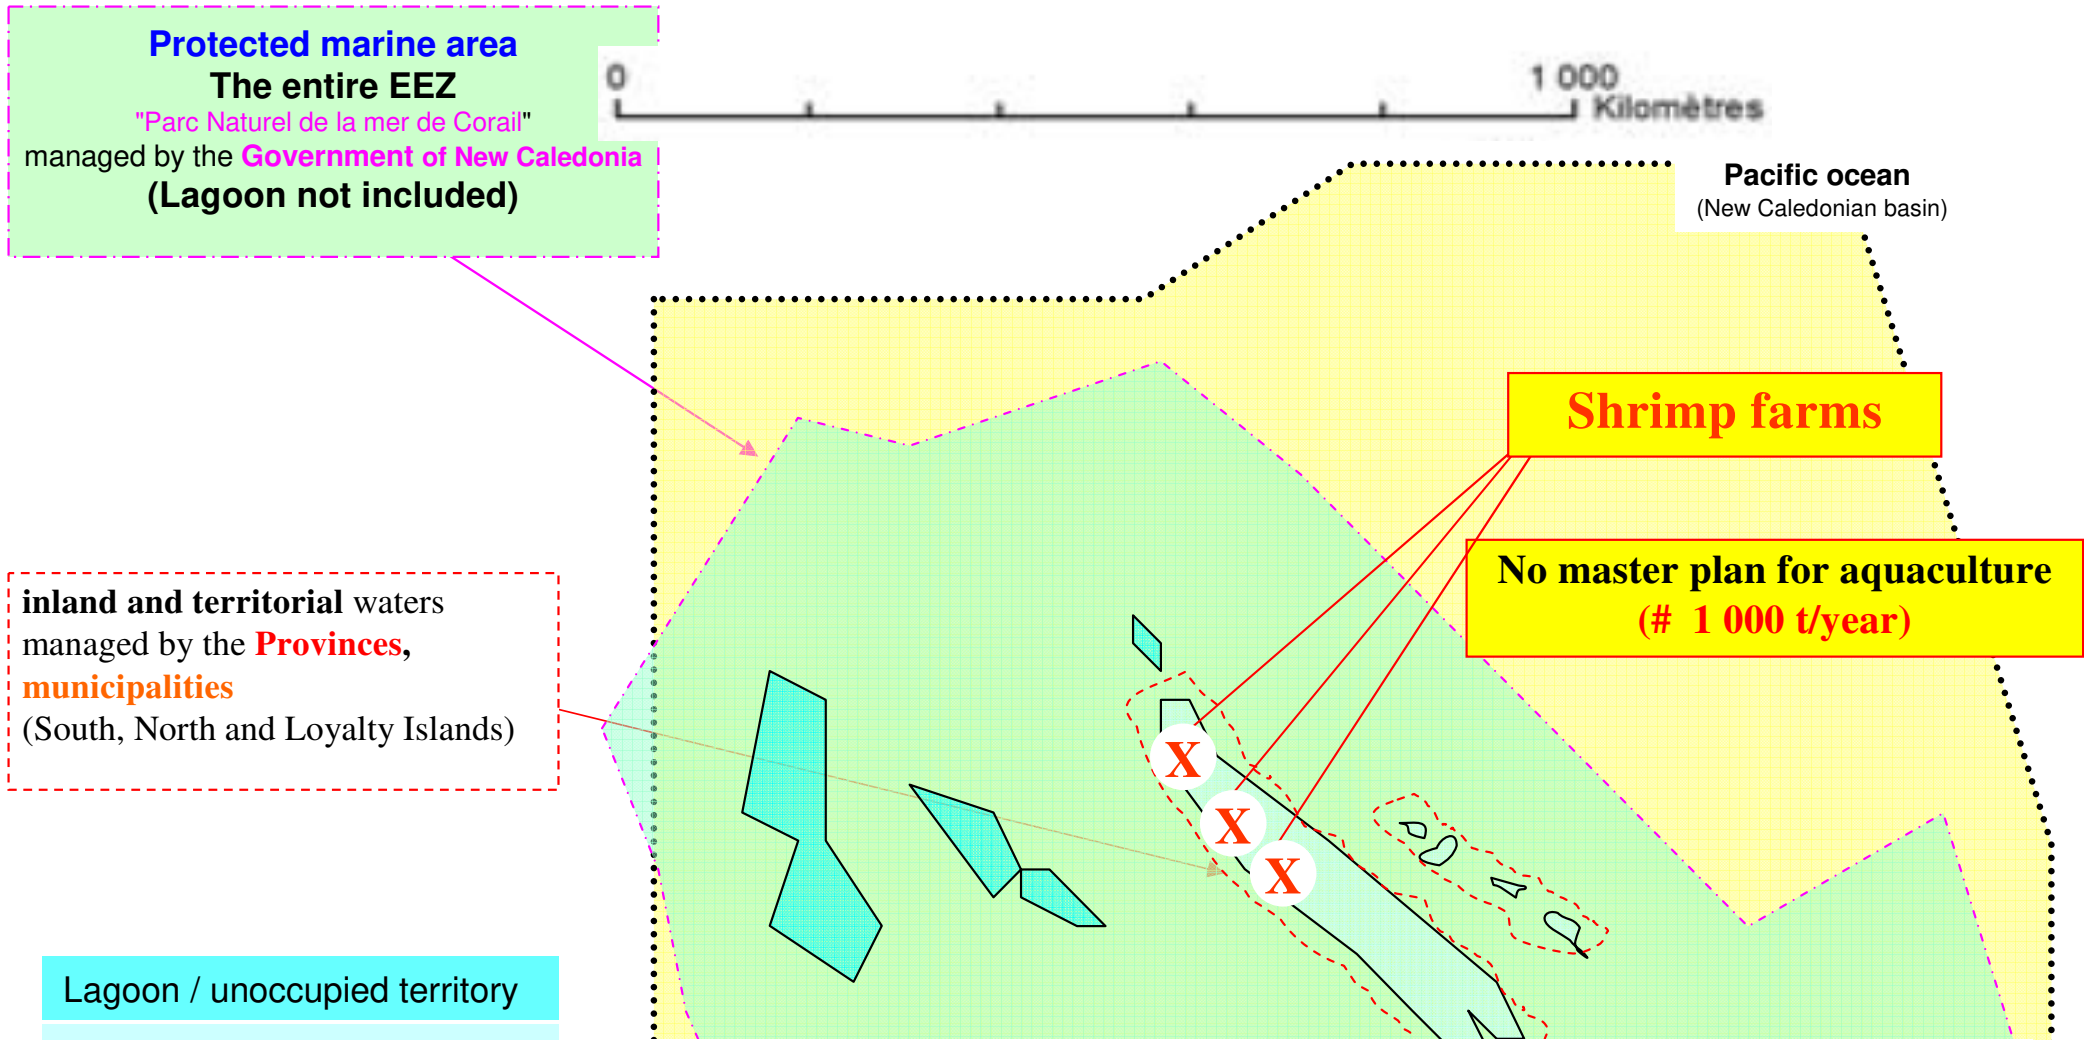 Protected marine area
The entire EEZ
"Parc Naturel de la mer de Corail"
managed by the Government of New Caledonia
(Lagoon not included)
0
1 000
Kilomètres
Pacific ocean
(New Caledonian basin)
Shrimp farms
No master plan for aquaculture
(# 1 000 t/year)
inland and territorial waters
managed by the Provinces,
municipalities
(South, North and Loyalty Islands)
X
X
X
Lagoon / unoccupied territory